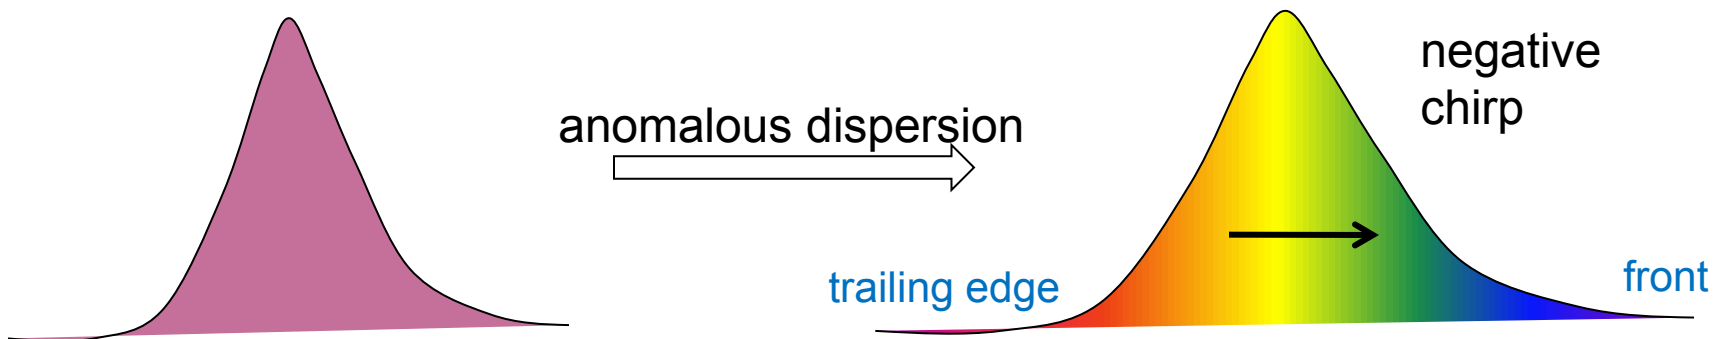 negative
chirp
anomalous dispersion
trailing edge
front